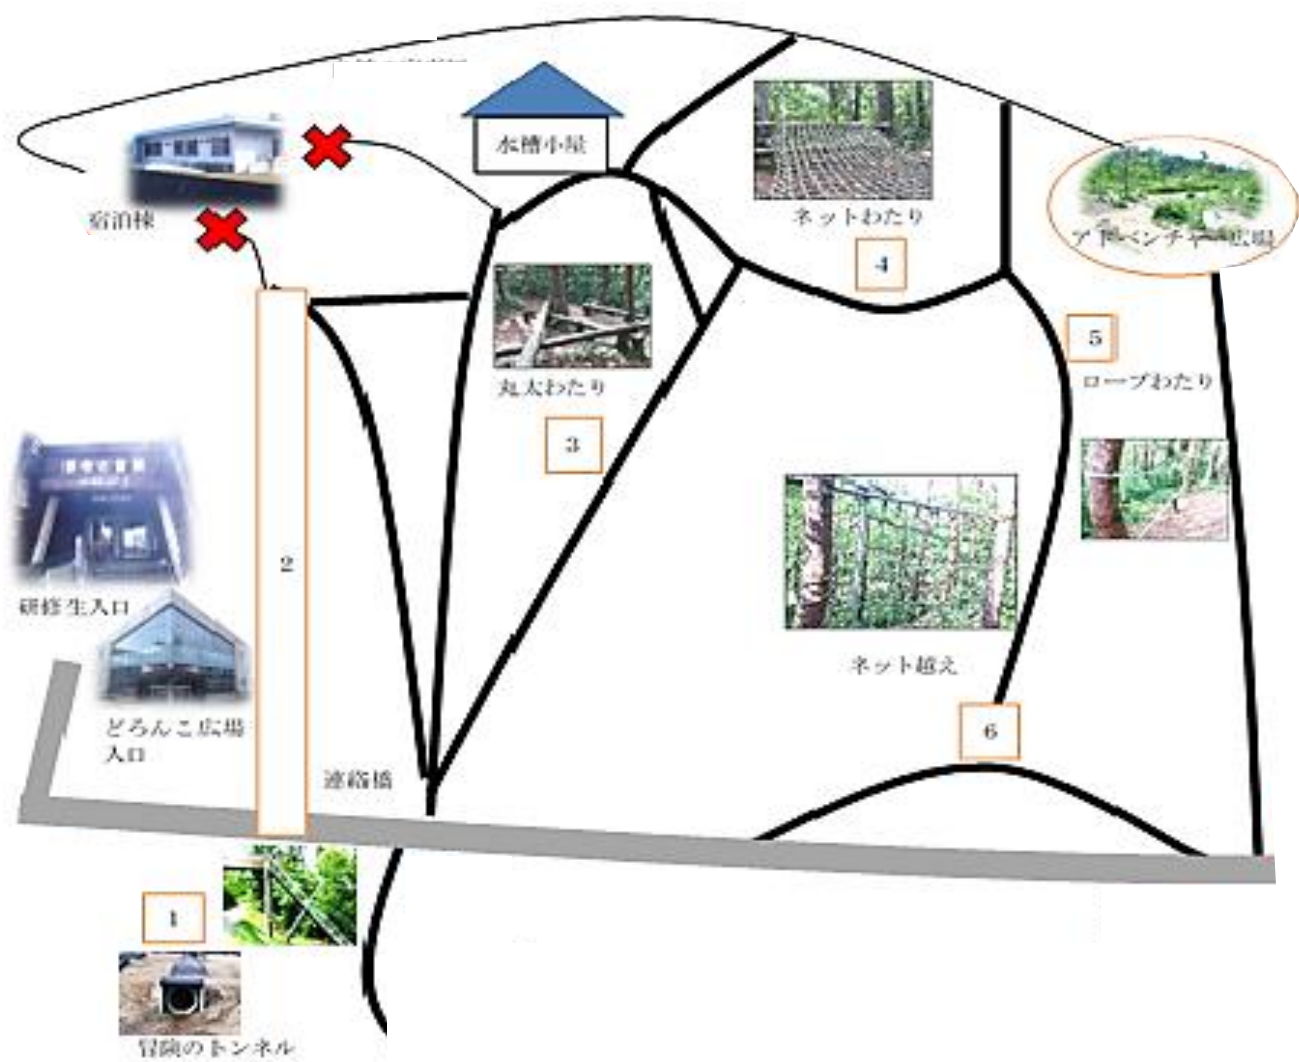 水槽小屋
宿泊棟
ネットわたり
4
アドベンチャー広場
5
ロープわたり
丸太わたり
3
2
研修生入口
ネット越え
どろんこ広場
入口
6
連絡橋
1
冒険のトンネル